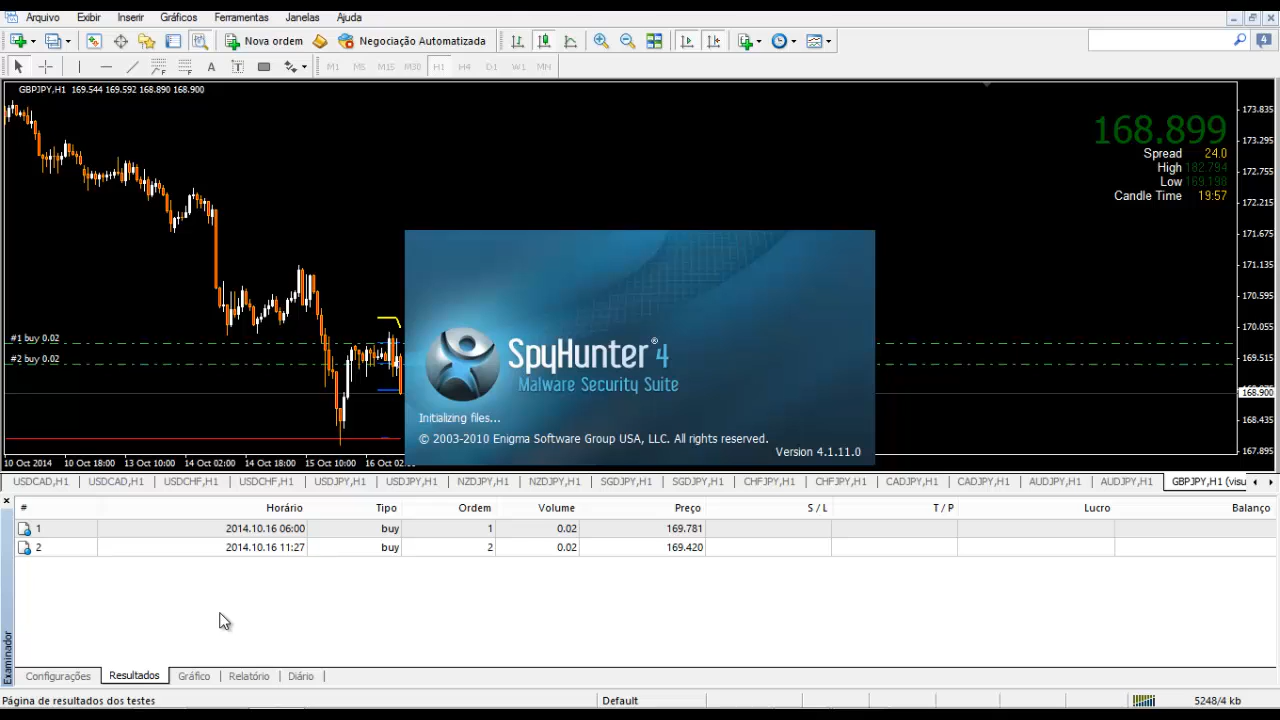 Arquivo Exibir Inserir Gráficos Ferramentas Janelas Ajuda
Nova ordem Negociação Automatizada 4
A T M1 M5 M15 M30 H1 H4 D1 W1 MN
GBPJPY,H1 169.544 169.592 168.890 168.900
168.899
Spread 24.0
High 182.794
Low 169.198
Candle Time 19:57
173.835
173.295
172.755
172.215
171.675
171.135
170.595
170.055
169.515
168.900
168.435
167.895
#1 buy 0.02
#2 buy 0.02
SpyHunter®4
Malware Security Suite
Initializing files...
© 2003-2010 Enigma Software Group USA, LLC. All rights reserved.
Version 4.1.11.0
10 Oct 2014 10 Oct 18:00 13 Oct 10:00 14 Oct 02:00 14 Oct 18:00 15 Oct 10:00 16 Oct 02:
USDCAD,H1 USDCAD,H1 USDCHF,H1 USDCHF,H1 USDJPY,H1 USDJPY,H1 NZDJPY,H1 NZDJPY,H1 SGDJPY,H1 SGDJPY,H1 CHFJPY,H1 CHFJPY,H1 CADJPY,H1 CADJPY,H1 AUDJPY,H1 AUDJPY,H1 GBPJPY,H1 (visu
# Horário Tipo Ordem Volume Preço S / L T / P Lucro Balanço
1 2014.10.16 06:00 buy 1 0.02 169.781
2 2014.10.16 11:27 buy 2 0.02 169.420
Examinador
Configurações Resultados Gráfico Relatório Diário
Página de resultados dos testes Default 5248/4 kb